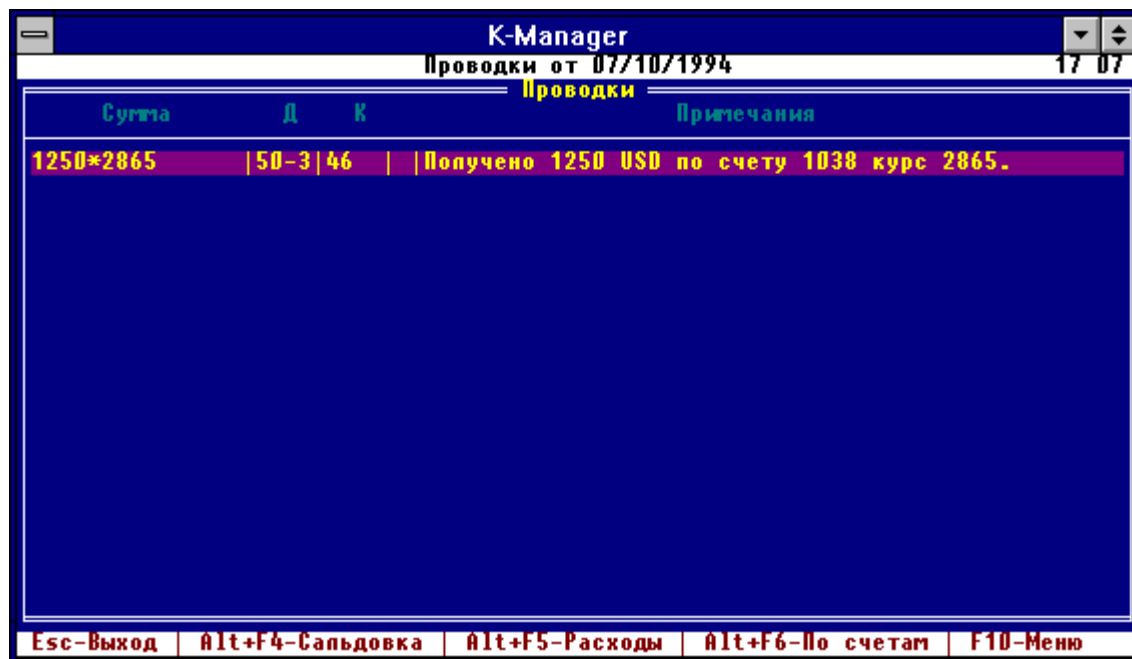 K-Manager
Проводки от 07/10/1994 17 07
Проводки
Сумма Д К Примечания
1250*2865 |50-3|46 | |Получено 1250 USD по счету 1038 курс 2865.
Esc-Выход | Alt+F4-Сальдовка | Alt+F5-Расходы | Alt+F6-По счетам | F10-Меню